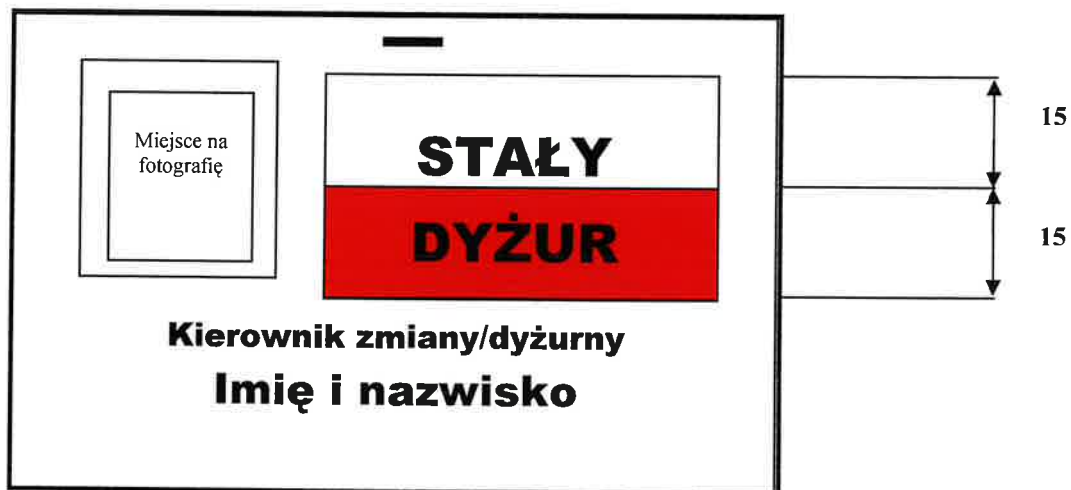 Miejsce na
fotografię
STAŁY
DYŻUR
15
15
Kierownik zmiany/dyżurny
Imię i nazwisko